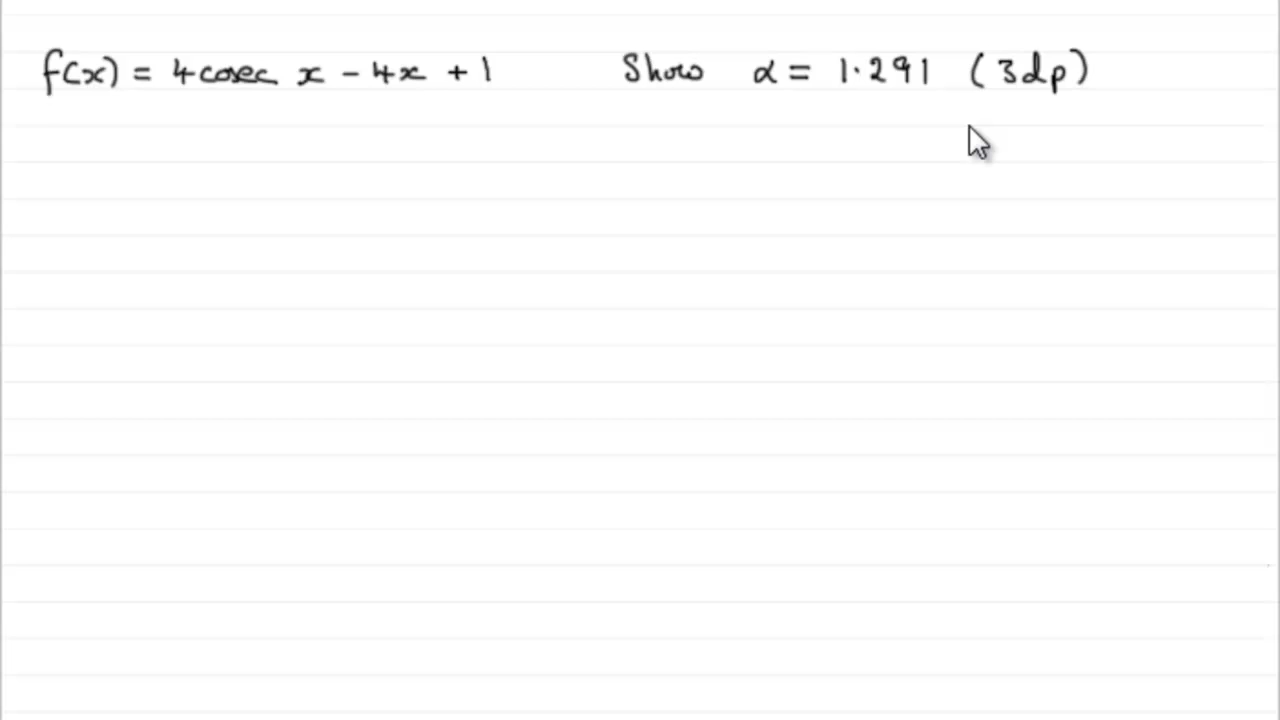 f(x) = 4cosec x - 4x + 1 Show α = 1.291 (3dp)